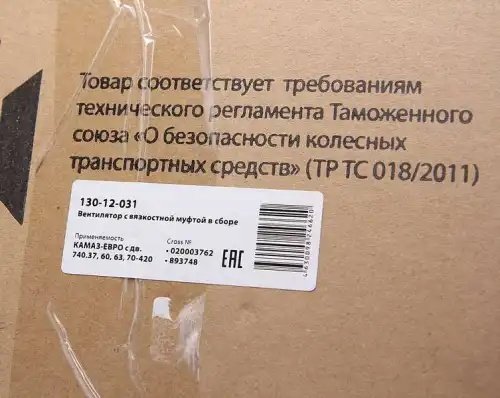 Товар соответствует требованиям
технического регламента Таможенного
союза «О безопасности колесных
транспортных средств» (ТР ТС 018/2011)
130-12-031
Вентилятор с вязкостной муфтой в сборе
Применяемость
КАМАЗ-ЕВРО с дв.
740.37, 60, 63, 70-420
Cross №
• 020003762
• 893748
EAC
4630018246620